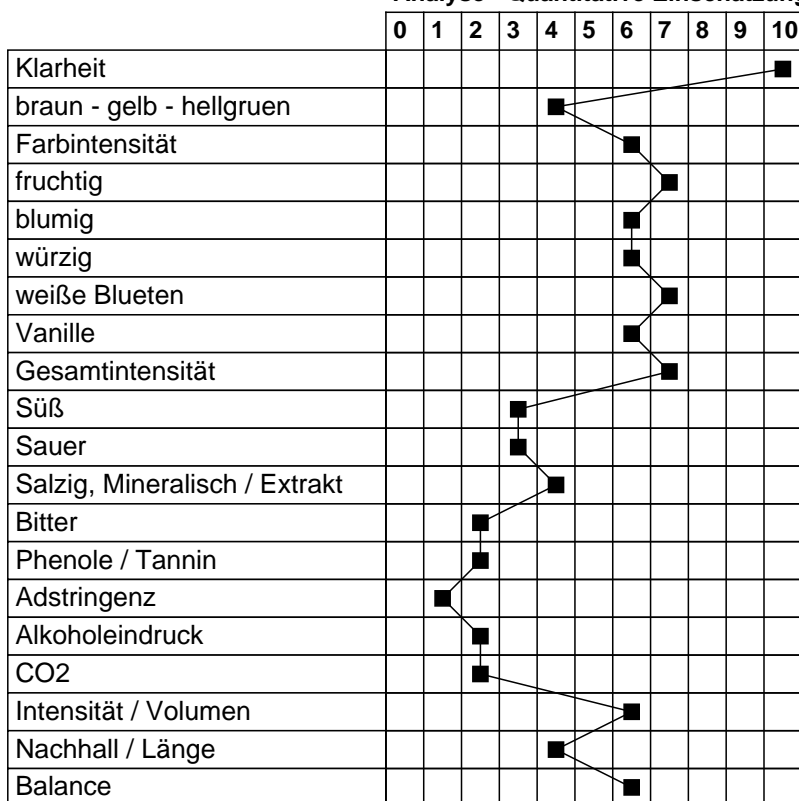 0 1 2 3 4 5 6 7 8 9 10
Klarheit
braun - gelb - hellgruen
Farbintensität
fruchtig
blumig
würzig
weiße Blueten
Vanille
Gesamtintensität
Süß
Sauer
Salzig, Mineralisch / Extrakt
Bitter
Phenole / Tannin
Adstringenz
Alkoholeindruck
CO2
Intensität / Volumen
Nachhall / Länge
Balance